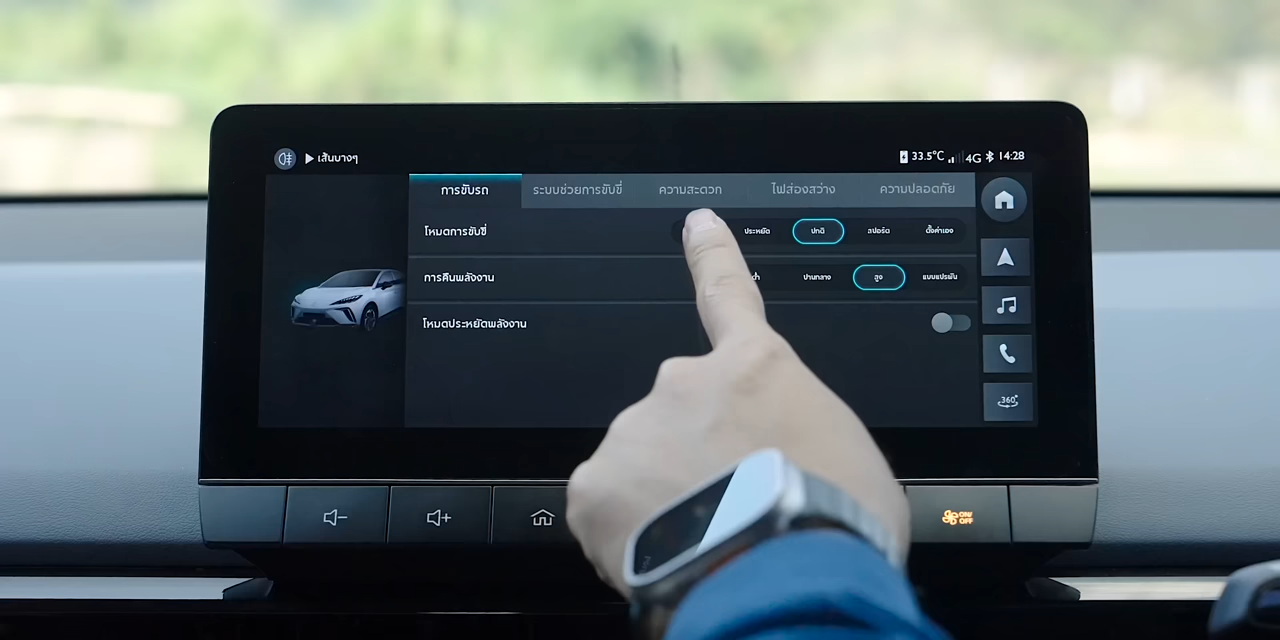 เส้นบางๆ
33.5°C 4G 14:28
การขับรถ ระบบช่วยการขับขี่ ความสะดวก ไฟส่องสว่าง ความปลอดภัย
โหมดการขับขี่ ประหยัด ปกติ สปอร์ต ตั้งค่าเอง
การคืนพลังงาน ปานกลาง สูง แบบแปรผัน
โหมดประหยัดพลังงาน
360°
ON/
OFF